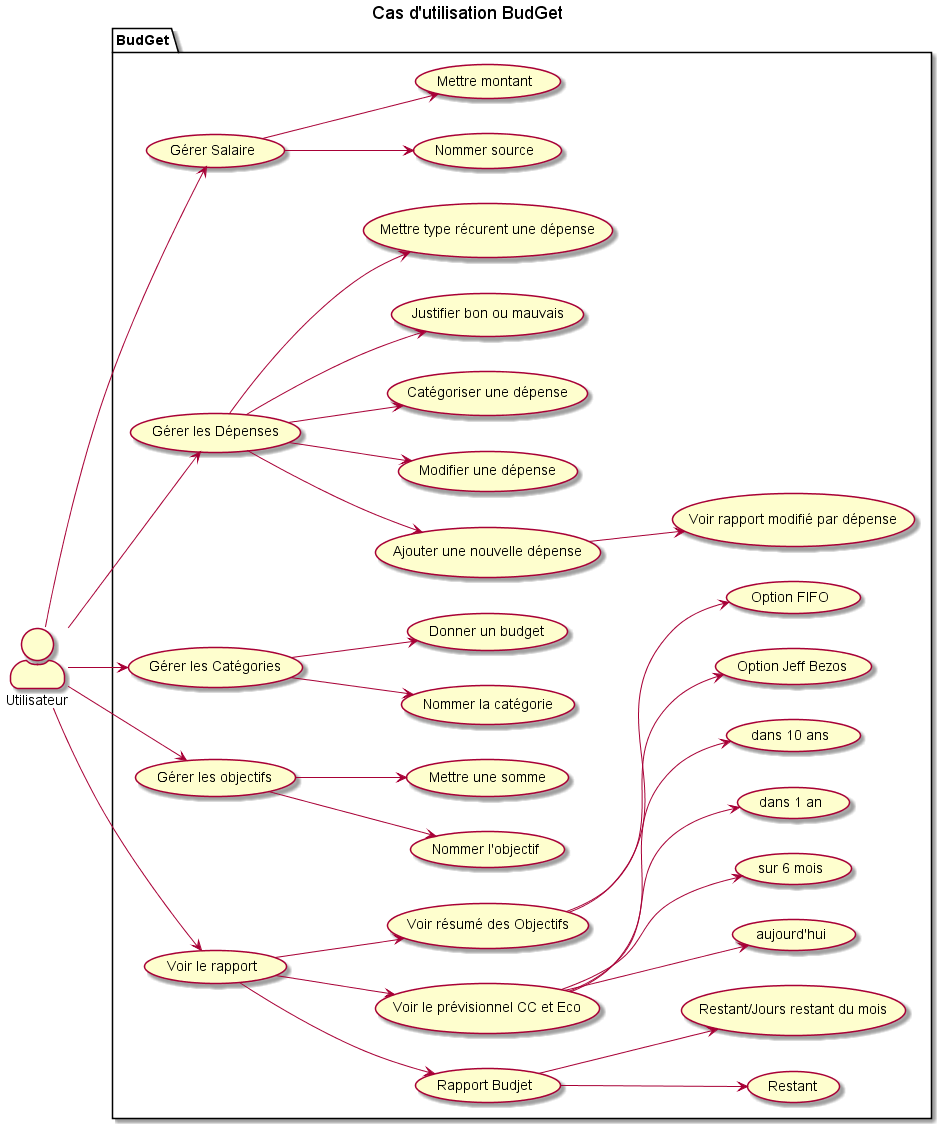 Cas d'utilisation BudGet
BudGet
Mettre montant
Gérer Salaire
Nommer source
Mettre type récurent une dépense
Justifier bon ou mauvais
Catégoriser une dépense
Gérer les Dépenses
Modifier une dépense
Voir rapport modifié par dépense
Ajouter une nouvelle dépense
Option FIFO
Donner un budget
Gérer les Catégories
Option Jeff Bezos
Utilisateur
Nommer la catégorie
dans 10 ans
Gérer les objectifs
Mettre une somme
dans 1 an
Nommer l'objectif
sur 6 mois
Voir résumé des Objectifs
aujourd'hui
Voir le rapport
Voir le prévisionnel CC et Eco
Restant/Jours restant du mois
Rapport Budjet
Restant